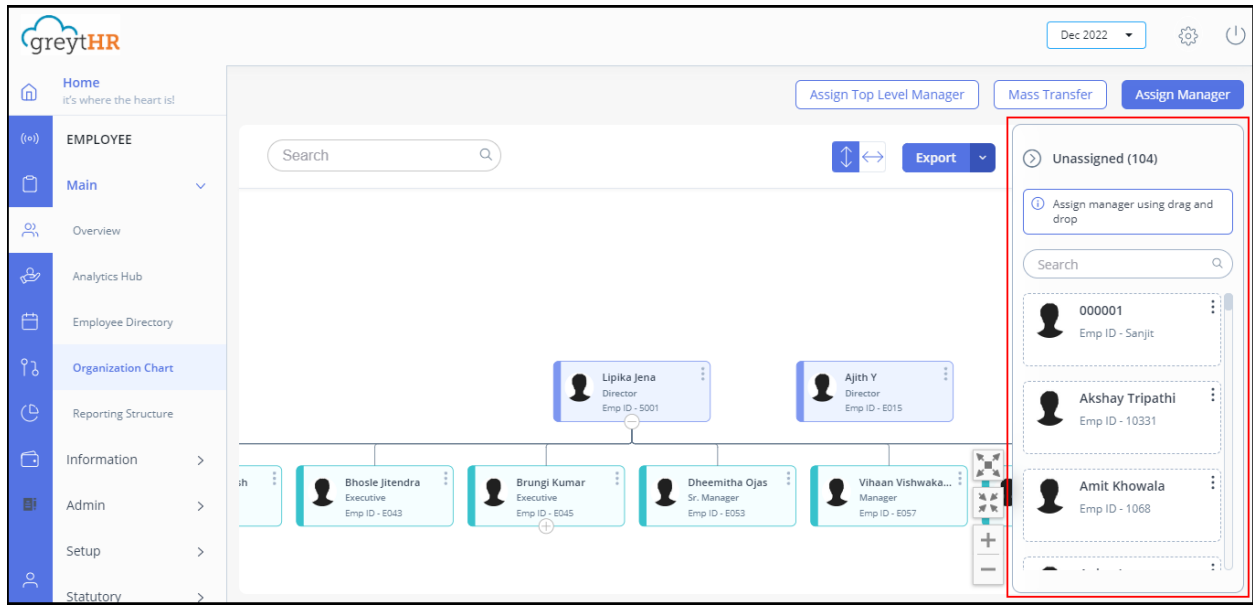 greytHR
Dec 2022
Home
it's where the heart is!
Assign Top Level Manager
Mass Transfer
Assign Manager
EMPLOYEE
Main
Overview
Analytics Hub
Employee Directory
Organization Chart
Reporting Structure
Information
Admin
Setup
Statutory
Search
Export
Lipika Jena
Director
Emp ID - 5001
Ajith Y
Director
Emp ID - E015
sh
Bhosle Jitendra
Executive
Emp ID - E043
Brungi Kumar
Executive
Emp ID - E045
Dheemitha Ojas
Sr. Manager
Emp ID - E053
Vihaan Vishwaka...
Manager
Emp ID - E057
Unassigned (104)
Assign manager using drag and
drop
Search
000001
Emp ID - Sanjit
Akshay Tripathi
Emp ID - 10331
Amit Khowala
Emp ID - 1068